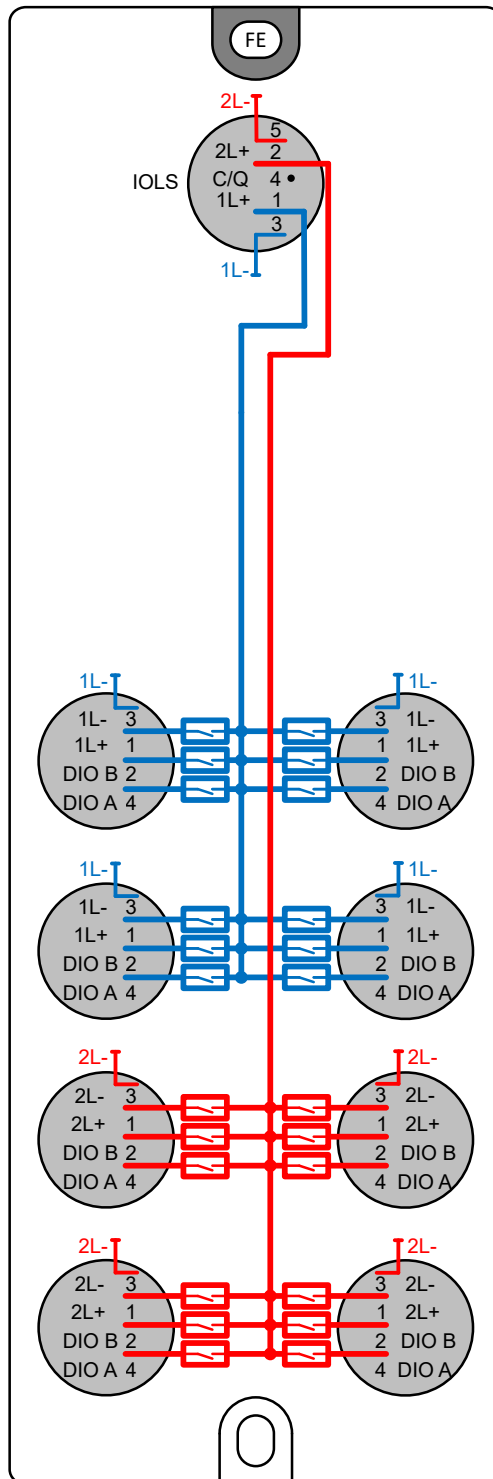 FE
2L-
5
2L+ 2
IOLS C/Q 4
1L+ 1
3
1L-
1L- 1L-
1L- 3 3 1L-
1L+ 1 1 1L+
DIO B 2 2 DIO B
DIO A 4 4 DIO A
1L- 1L-
1L- 3 3 1L-
1L+ 1 1 1L+
DIO B 2 2 DIO B
DIO A 4 4 DIO A
2L- 2L-
2L- 3 3 2L-
2L+ 1 1 2L+
DIO B 2 2 DIO B
DIO A 4 4 DIO A
2L- 2L-
2L- 3 3 2L-
2L+ 1 1 2L+
DIO B 2 2 DIO B
DIO A 4 4 DIO A